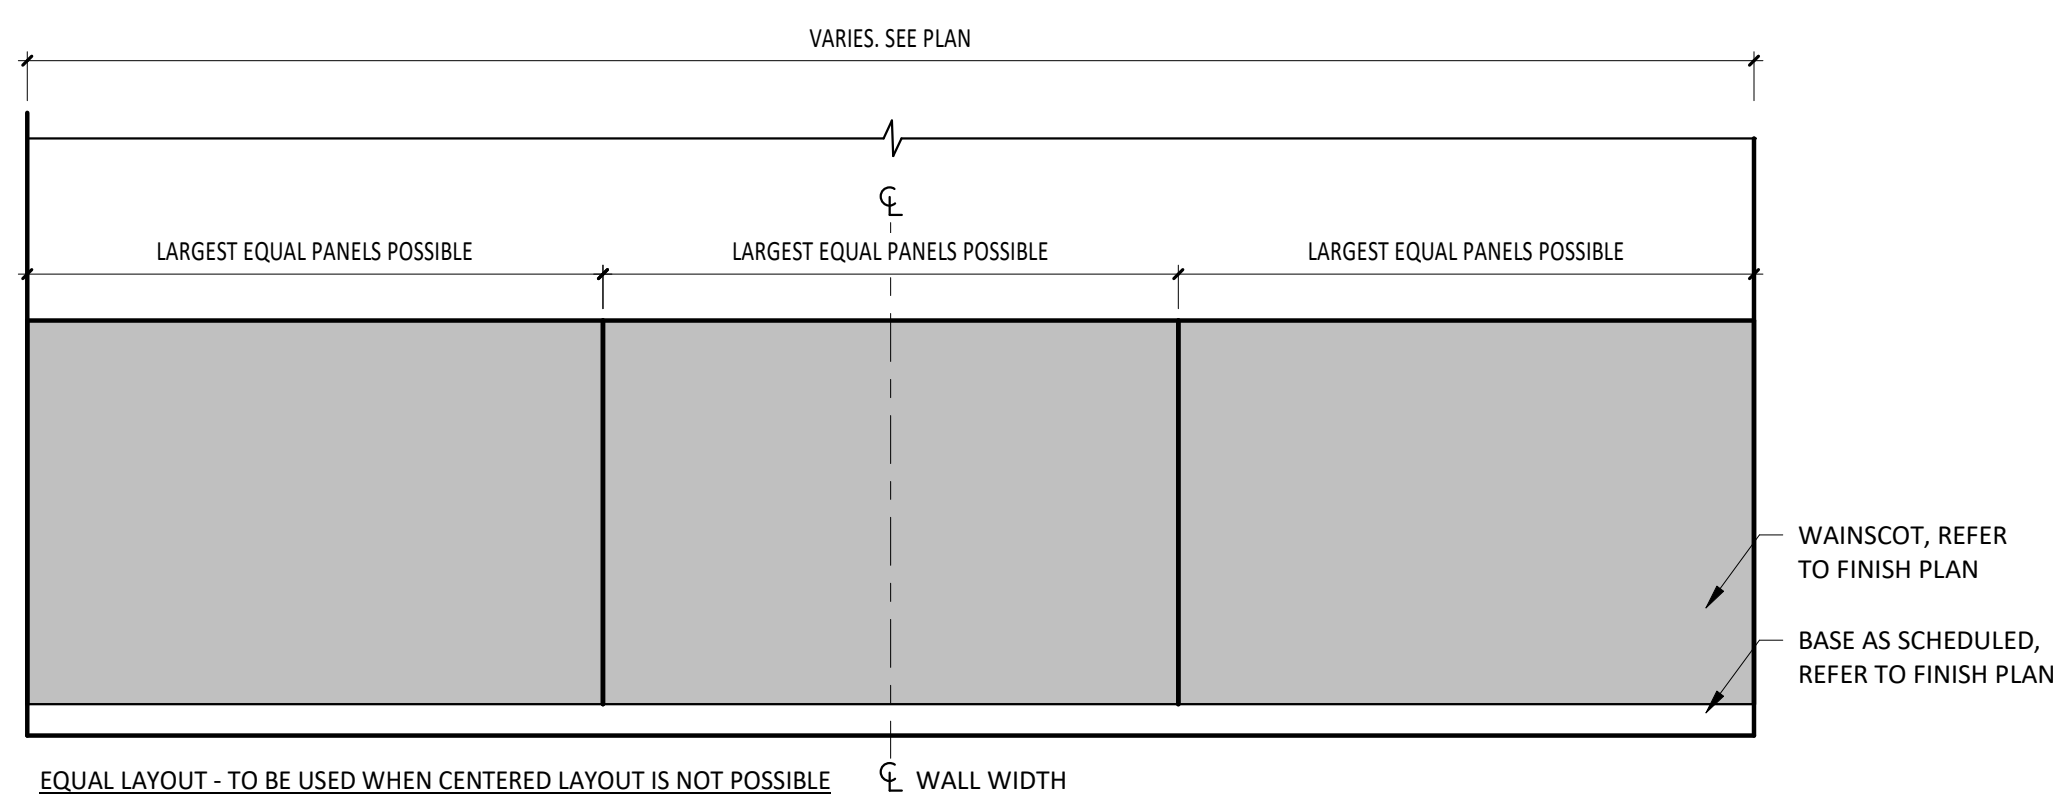 VARIES. SEE PLAN
℄
LARGEST EQUAL PANELS POSSIBLE
LARGEST EQUAL PANELS POSSIBLE
LARGEST EQUAL PANELS POSSIBLE
WAINSCOT, REFER
TO FINISH PLAN
BASE AS SCHEDULED,
REFER TO FINISH PLAN
EQUAL LAYOUT - TO BE USED WHEN CENTERED LAYOUT IS NOT POSSIBLE
℄ WALL WIDTH